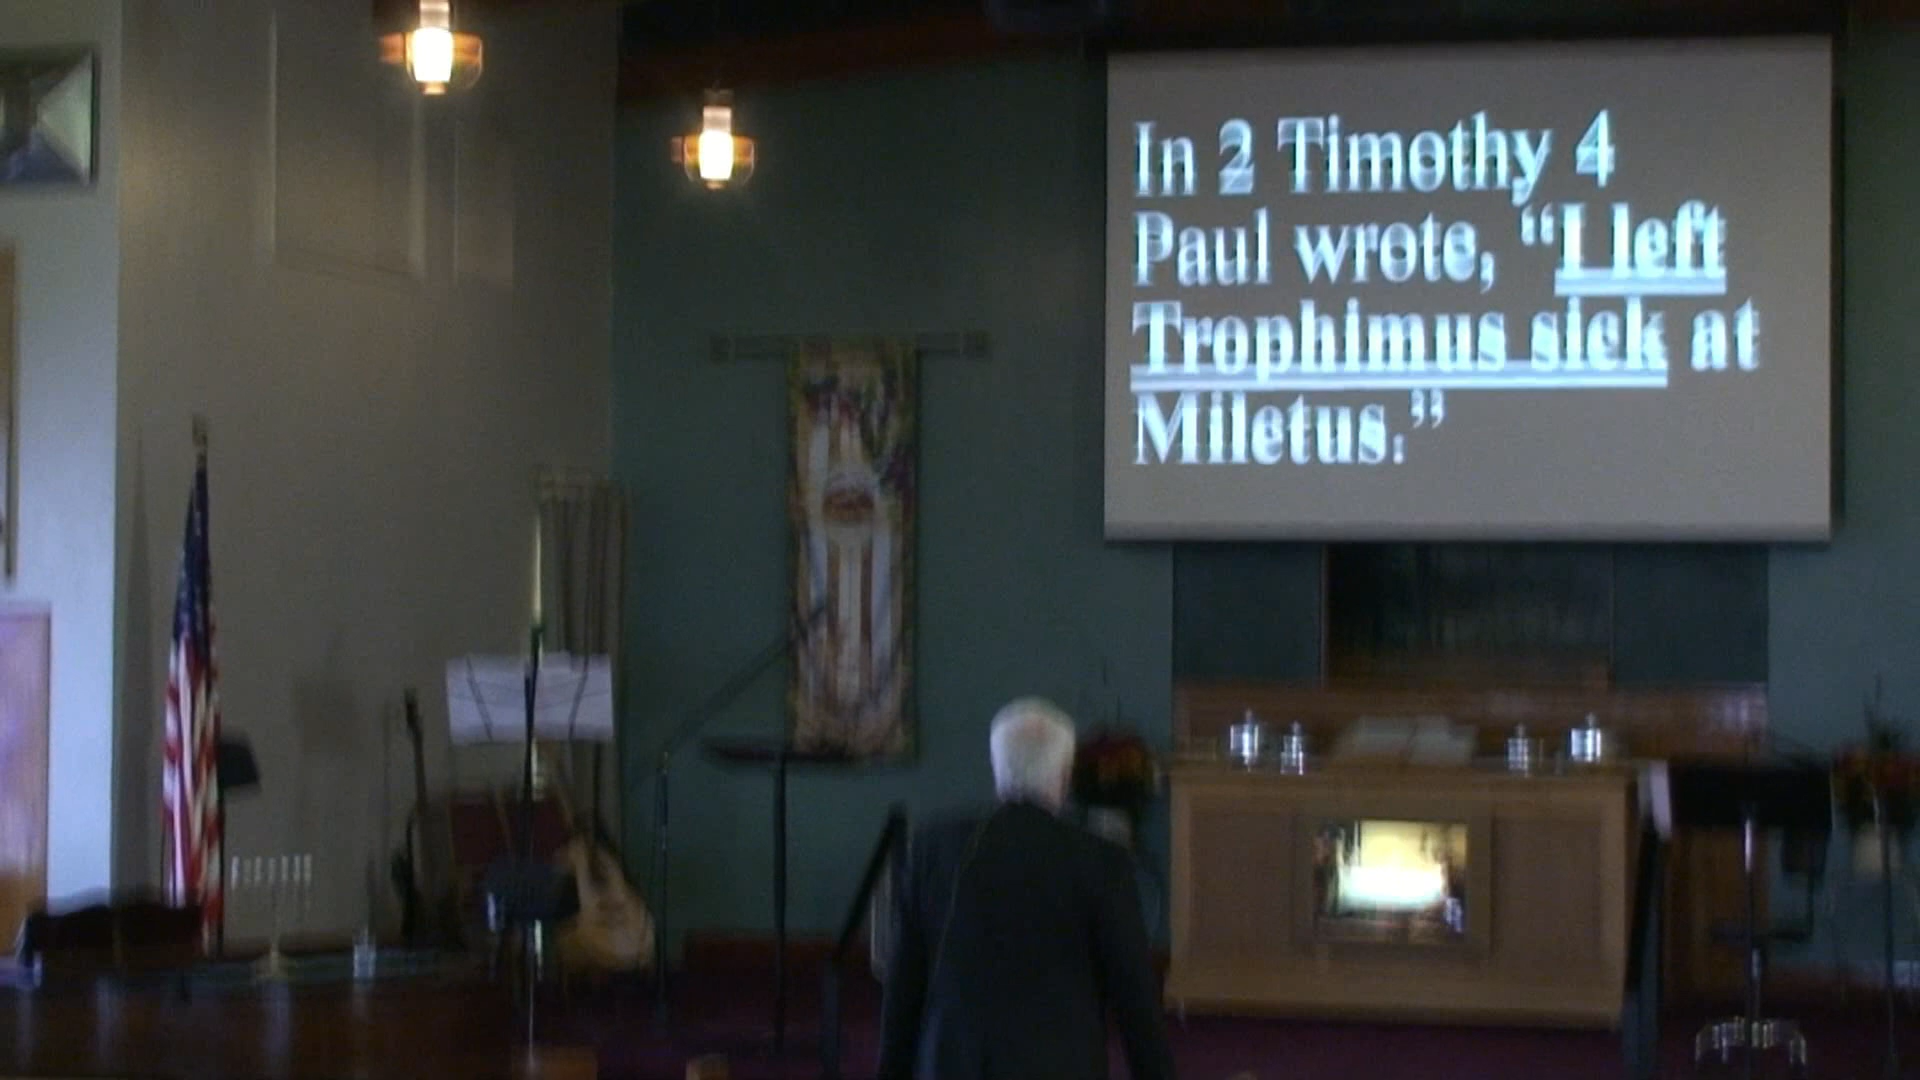 In 2 Timothy 4
Paul wrote, “I left
Trophimus sick at
Miletus.”